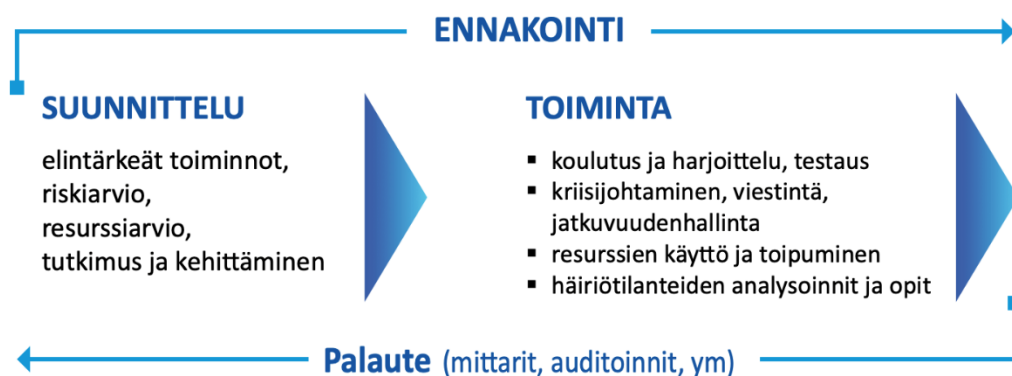 ENNAKOINTI
SUUNNITTELU
elintärkeät toiminnot,
riskiarvio,
resurssiarvio,
tutkimus ja kehittäminen
TOIMINTA
▪ koulutus ja harjoittelu, testaus
▪ kriisijohtaminen, viestintä,
jatkuvuudenhallinta
▪ resurssien käyttö ja toipuminen
▪ häiriötilanteiden analysoinnit ja opit
Palaute (mittarit, auditoinnit, ym)